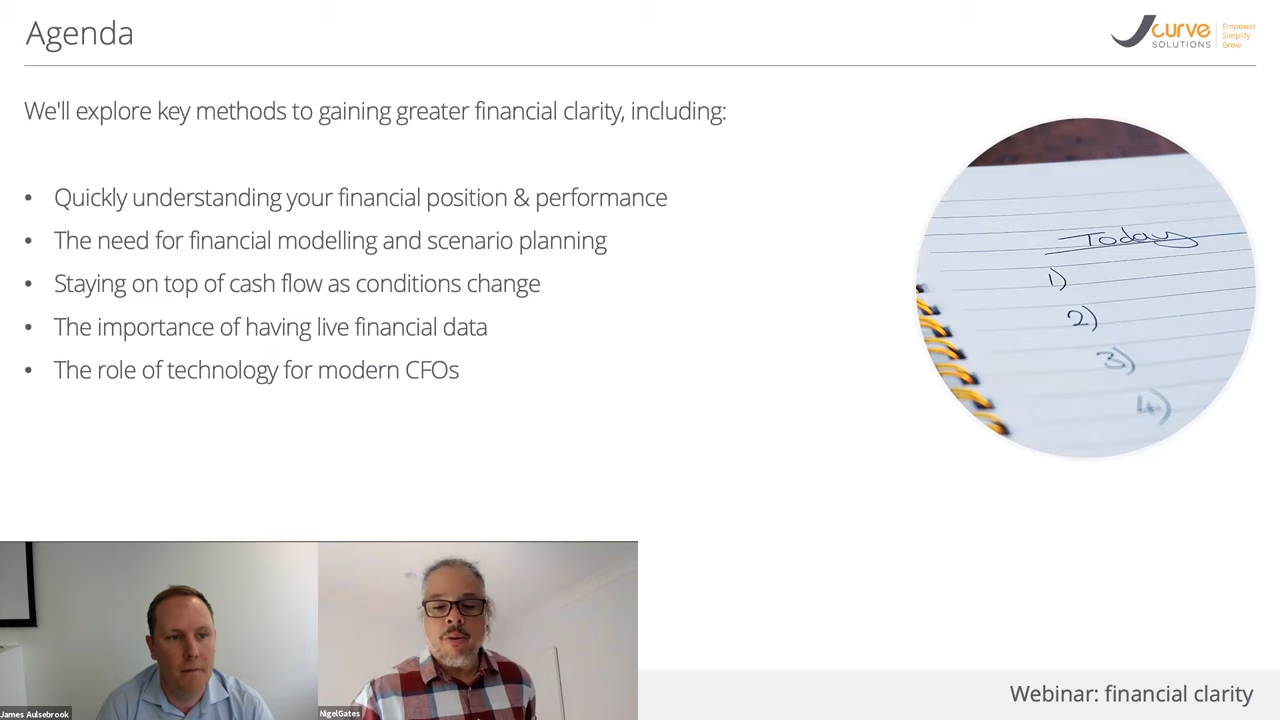 Agenda
Jcurve
SOLUTIONS
Empower
Simplify
Grow
We'll explore key methods to gaining greater financial clarity, including:
• Quickly understanding your financial position & performance
• The need for financial modelling and scenario planning
• Staying on top of cash flow as conditions change
• The importance of having live financial data
• The role of technology for modern CFOs
Today
1)
2)
3)
4)
James Aulsebrook
NigelGates
Webinar: financial clarity